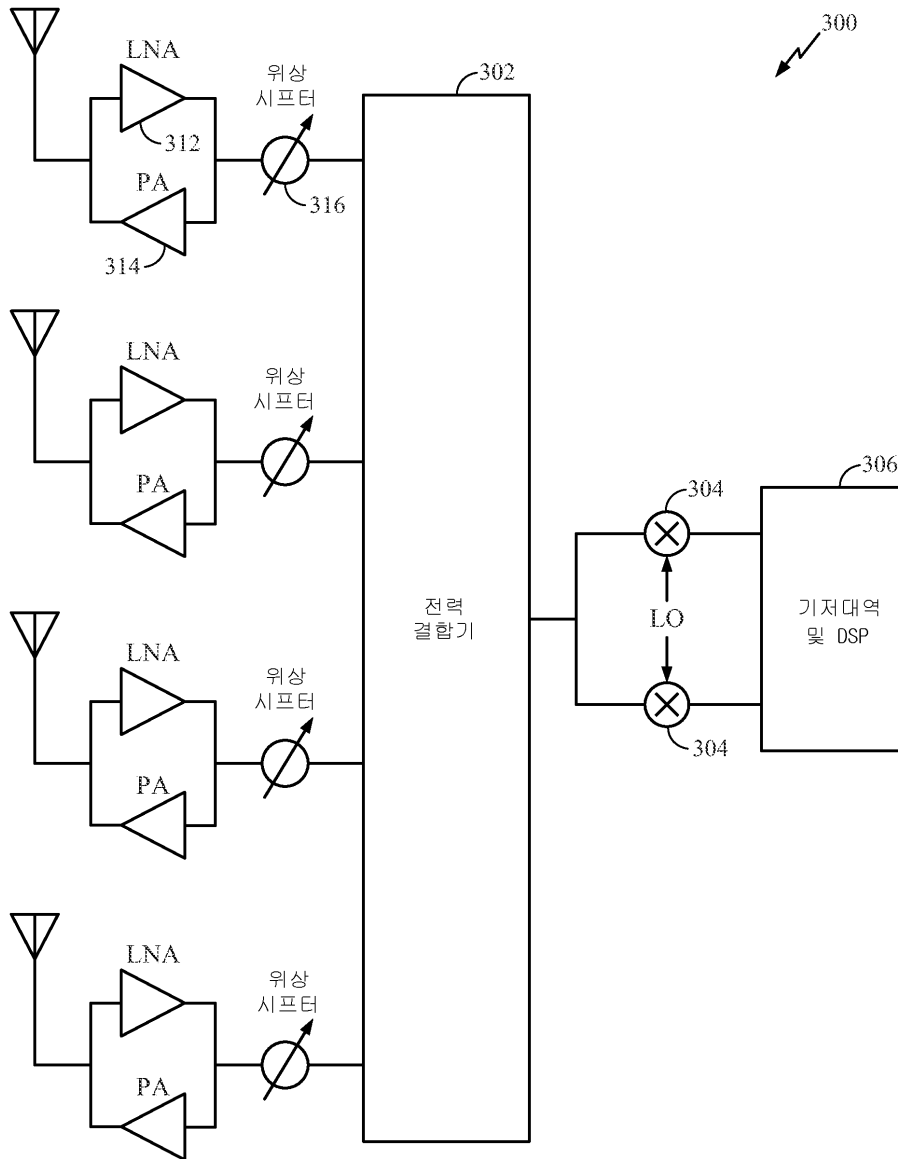 300
LNA
312
PA
314
위상
시프터
316
302
LNA
PA
위상
시프터
LNA
PA
위상
시프터
LNA
PA
위상
시프터
전력
결합기
304
LO
304
306
기저대역
및 DSP